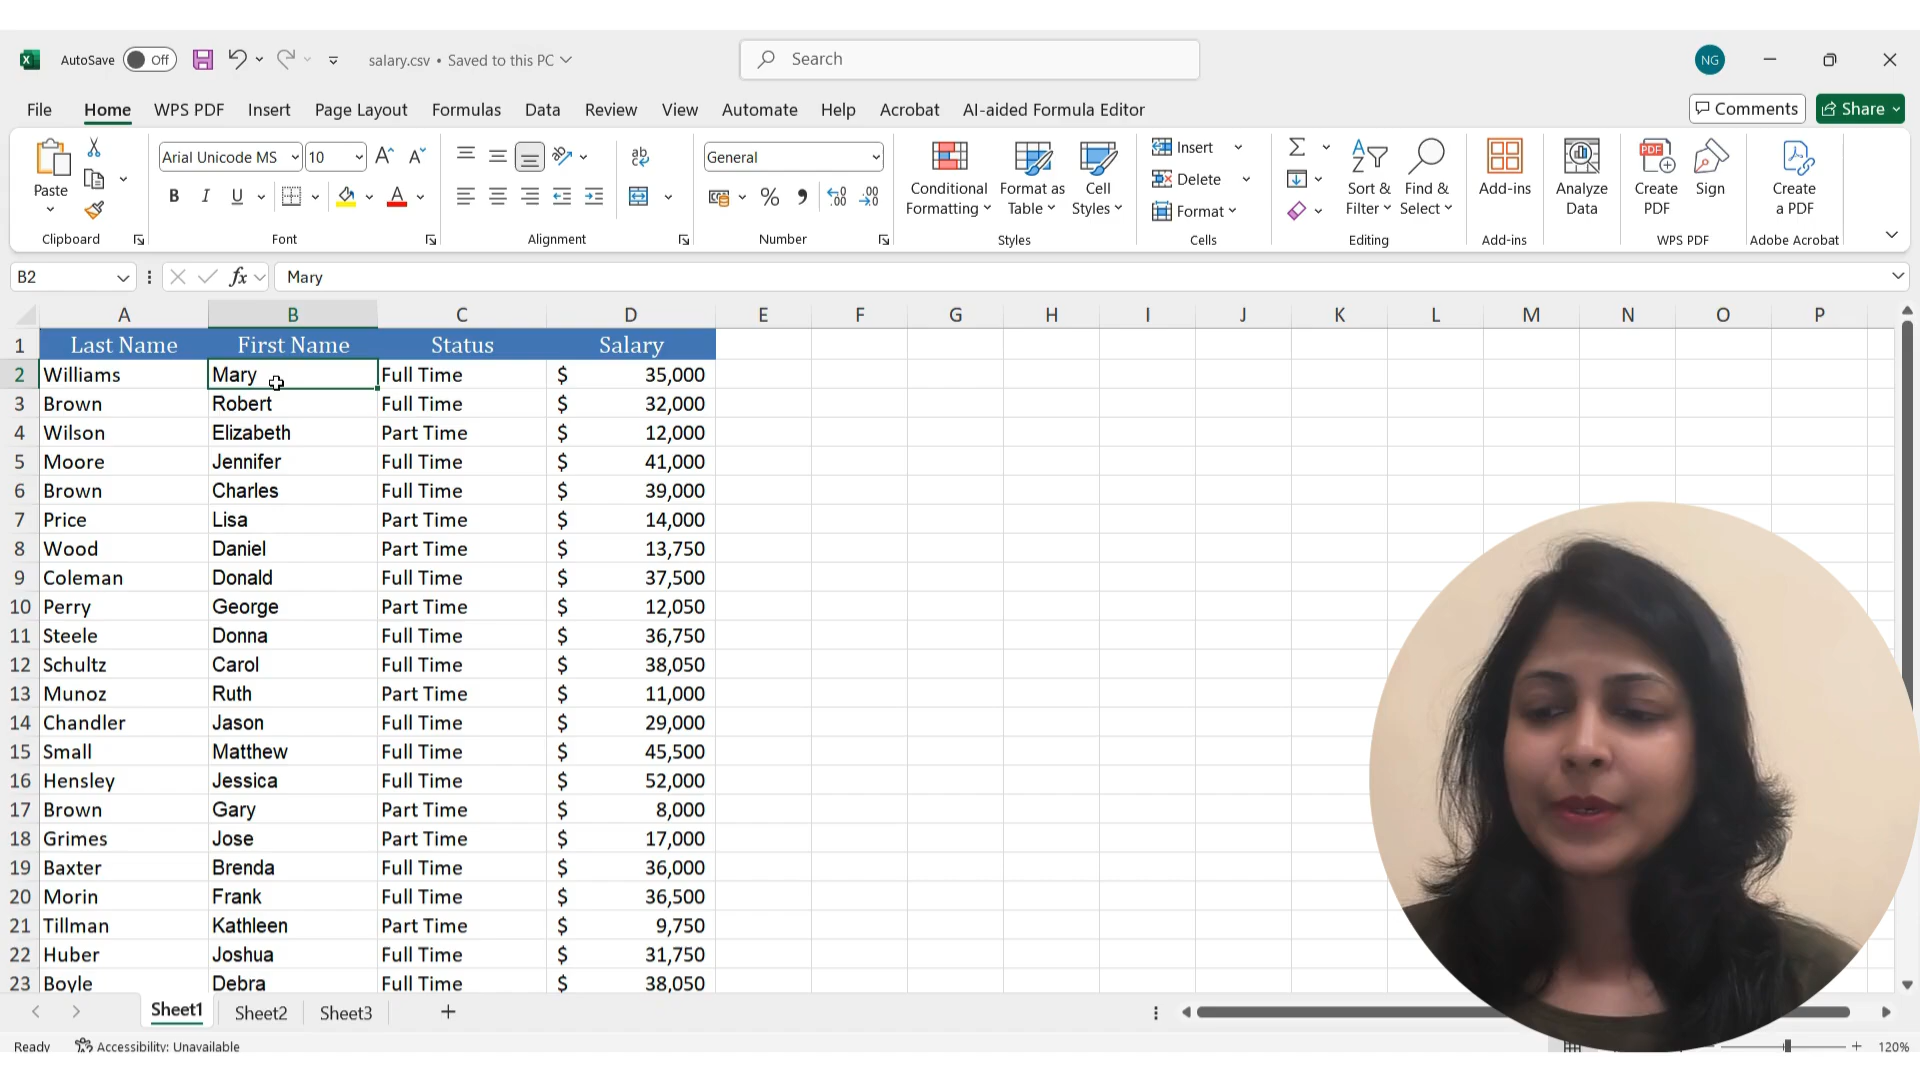 AutoSave Off salary.csv • Saved to this PC Search NG
File Home WPS PDF Insert Page Layout Formulas Data Review View Automate Help Acrobat AI-aided Formula Editor Comments Share
Paste
Clipboard
Arial Unicode MS 10
B I U
Font
ab
Alignment
General
% 9
Number
Conditional Formatting
Format as Table
Cell Styles
Styles
Insert
Delete
Format
Cells
Sort & Filter
Find & Select
Editing
Add-ins
Add-ins
Analyze Data
Create PDF
Sign
WPS PDF
Create a PDF
Adobe Acrobat
B2 fx Mary
A B C D E F G H I J K L M N O P
1 Last Name First Name Status Salary
2 Williams Mary Full Time $ 35,000
3 Brown Robert Full Time $ 32,000
4 Wilson Elizabeth Part Time $ 12,000
5 Moore Jennifer Full Time $ 41,000
6 Brown Charles Full Time $ 39,000
7 Price Lisa Part Time $ 14,000
8 Wood Daniel Part Time $ 13,750
9 Coleman Donald Full Time $ 37,500
10 Perry George Part Time $ 12,050
11 Steele Donna Full Time $ 36,750
12 Schultz Carol Full Time $ 38,050
13 Munoz Ruth Part Time $ 11,000
14 Chandler Jason Full Time $ 29,000
15 Small Matthew Full Time $ 45,500
16 Hensley Jessica Full Time $ 52,000
17 Brown Gary Part Time $ 8,000
18 Grimes Jose Part Time $ 17,000
19 Baxter Brenda Full Time $ 36,000
20 Morin Frank Full Time $ 36,500
21 Tillman Kathleen Part Time $ 9,750
22 Huber Joshua Full Time $ 31,750
23 Boyle Debra Full Time $ 38,050
Sheet1 Sheet2 Sheet3
Ready Accessibility: Unavailable 120%